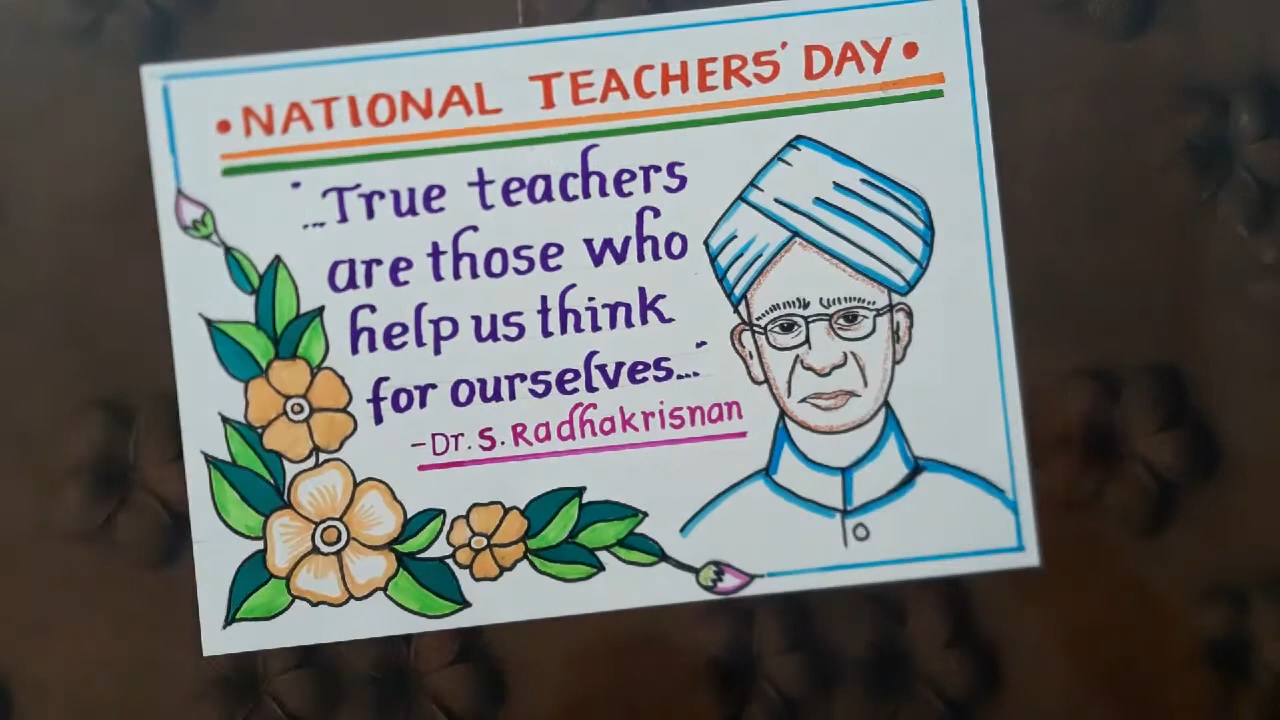 • NATIONAL TEACHERS' DAY •
"...True teachers
are those who
help us think
for ourselves..."
-Dr. S. Radhakrisnan